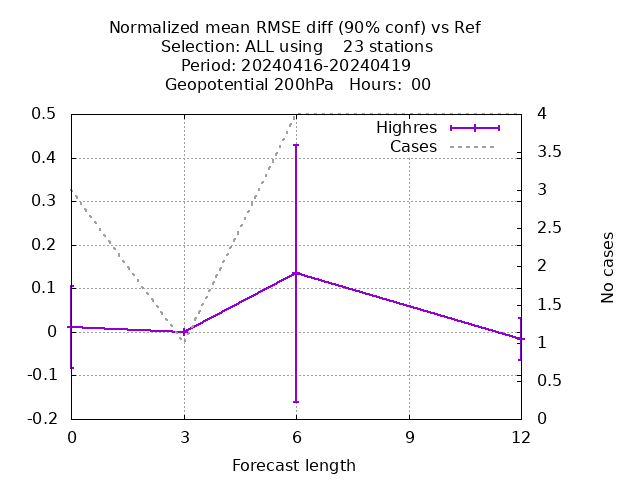 Normalized mean RMSE diff (90% conf) vs Ref
Selection: ALL using    23 stations
Period: 20240416-20240419
Geopotential 200hPa   Hours:  00
0.5
0.4
0.3
0.2
0.1
0
-0.1
-0.2
Highres
Cases
4
3.5
3
2.5
2
1.5
1
0.5
0
No cases
0 3 6 9 12
Forecast length